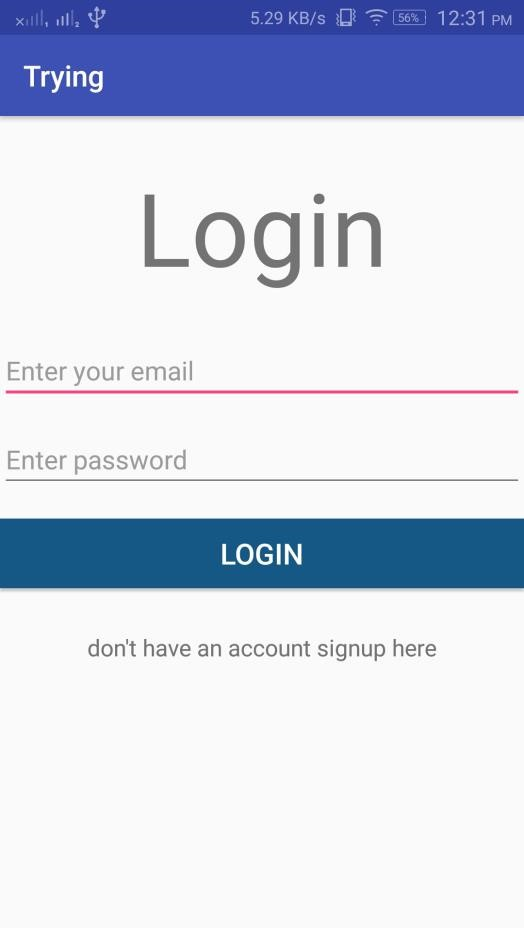 5.29 KB/s 56% 12:31 PM
Trying
Login
Enter your email
Enter password
LOGIN
don't have an account signup here